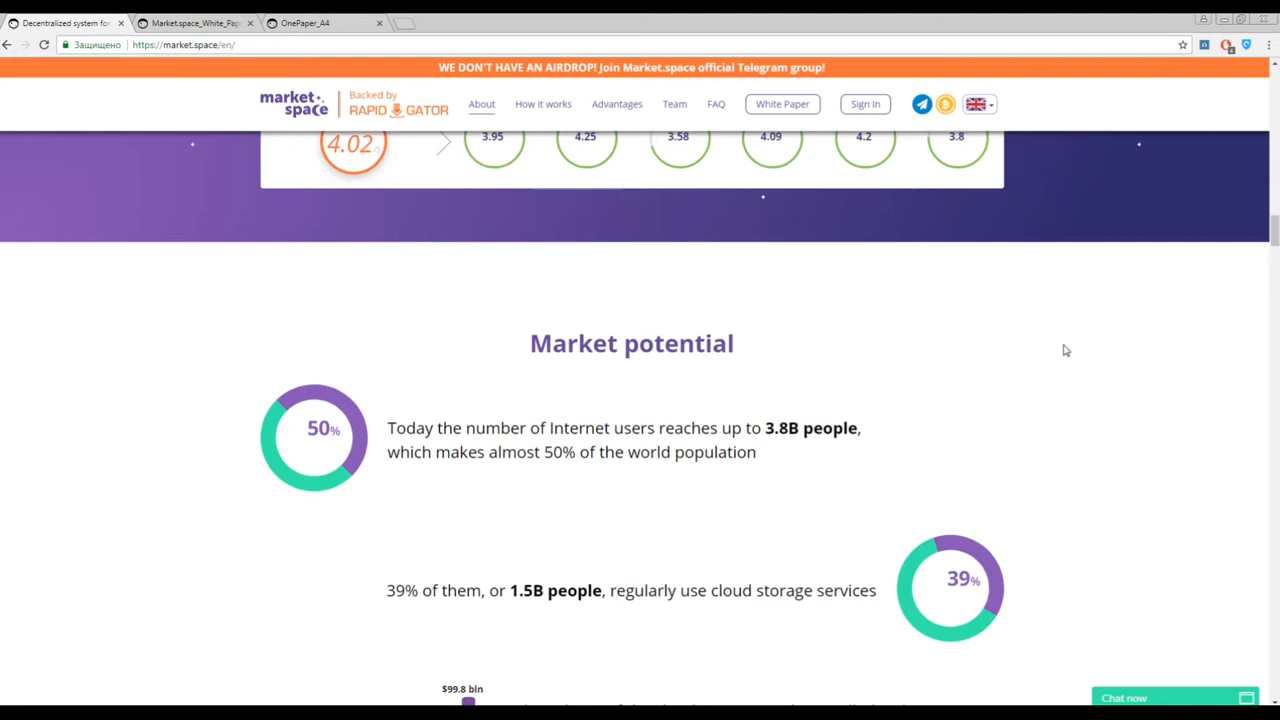 Decentralized system for
Market.space_White_Pap
OnePaper_A4
Защищено
https://market.space/en/
WE DON'T HAVE AN AIRDROP! Join Market.space official Telegram group!
market
space
Backed by
RAPID GATOR
About
How it works
Advantages
Team
FAQ
White Paper
Sign In
4.02
3.95
4.25
3.58
4.09
4.2
3.8
Market potential
50%
Today the number of Internet users reaches up to 3.8B people,
which makes almost 50% of the world population
39% of them, or 1.5B people, regularly use cloud storage services
39%
$99.8 bln
Chat now